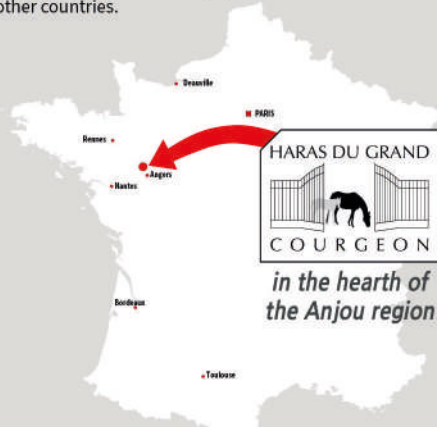 other countries.
Deauville
PARIS
Rennes
Angers
Nantes
HARAS DU GRAND
COURGEON
in the hearth of
the Anjou region
Bordeaux
Toulouse